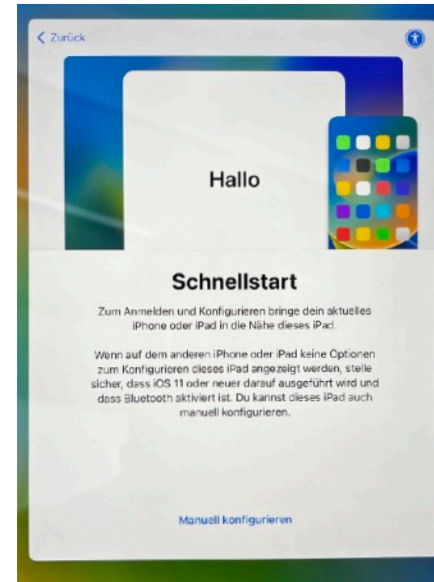 Zurück
Hallo
Schnellstart
Zum Anmelden und Konfigurieren bringe dein aktuelles
iPhone oder iPad in die Nähe dieses iPad.
Wenn auf dem anderen iPhone oder iPad keine Optionen
zum Konfigurieren dieses iPad angezeigt werden, stelle
sicher, dass iOS 11 oder neuer darauf ausgeführt wird und
dass Bluetooth aktiviert ist. Du kannst dieses iPad auch
manuell konfigurieren.
Manuell konfigurieren